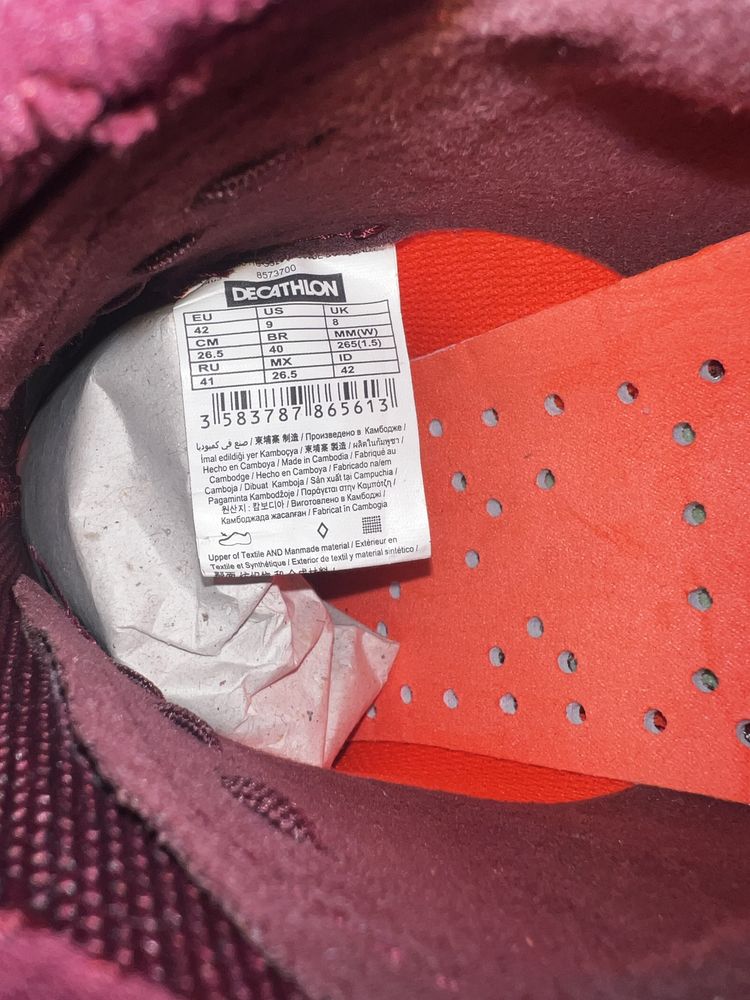 8573700
DECATHLON
EU US UK
42 9 8
CM BR MM(W)
26.5 40 265(1.5)
RU MX ID
41 26.5 42
3 583787 865613
صنع في كمبوديا / 柬埔寨 制造 / Произведено в Камбодже /
İmal edildiği yer Kamboçya / 柬埔寨 製造 / ผลิตในกัมพูชา /
Hecho en Camboya / Made in Cambodia / Fabriqué au
Cambodge / Hecho en Camboya / Fabricado na/em
Camboja / Dibuat Kamboja / Sản xuất tại Campuchia /
Pagaminta Kambodžoje / Παράγεται στην Καμπότζη /
원산지 : 캄보디아 / Виготовлено в Камбоджі /
Камбоджада жасалған / Fabricat în Cambogia
Upper of Textile AND Manmade material / Extérieur en
Textile et Synthétique / Exterior de textil y material sintético /